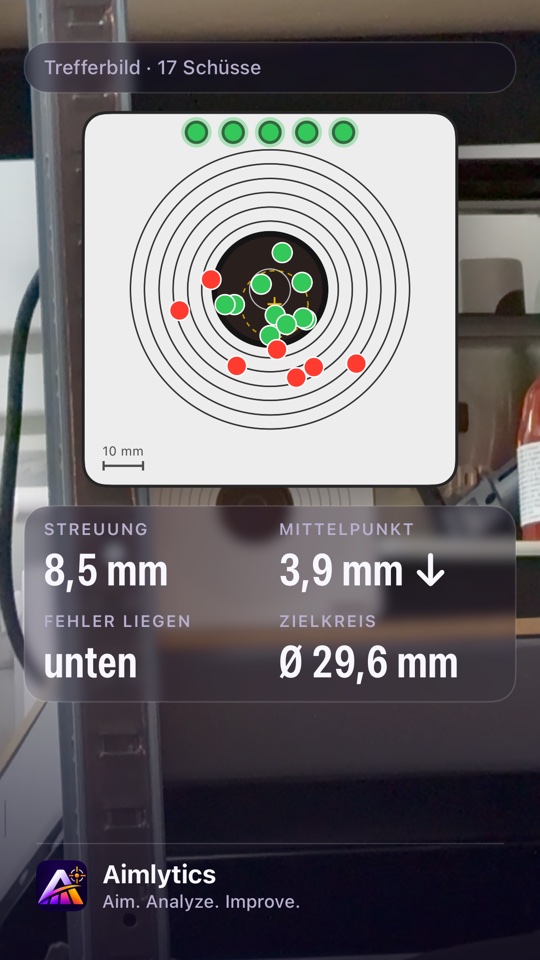 Trefferbild · 17 Schüsse
10 mm
STREUUNG
8,5 mm
MITTELPUNKT
3,9 mm ↓
FEHLER LIEGEN
unten
ZIELKREIS
Ø 29,6 mm
Aimlytics
Aim. Analyze. Improve.